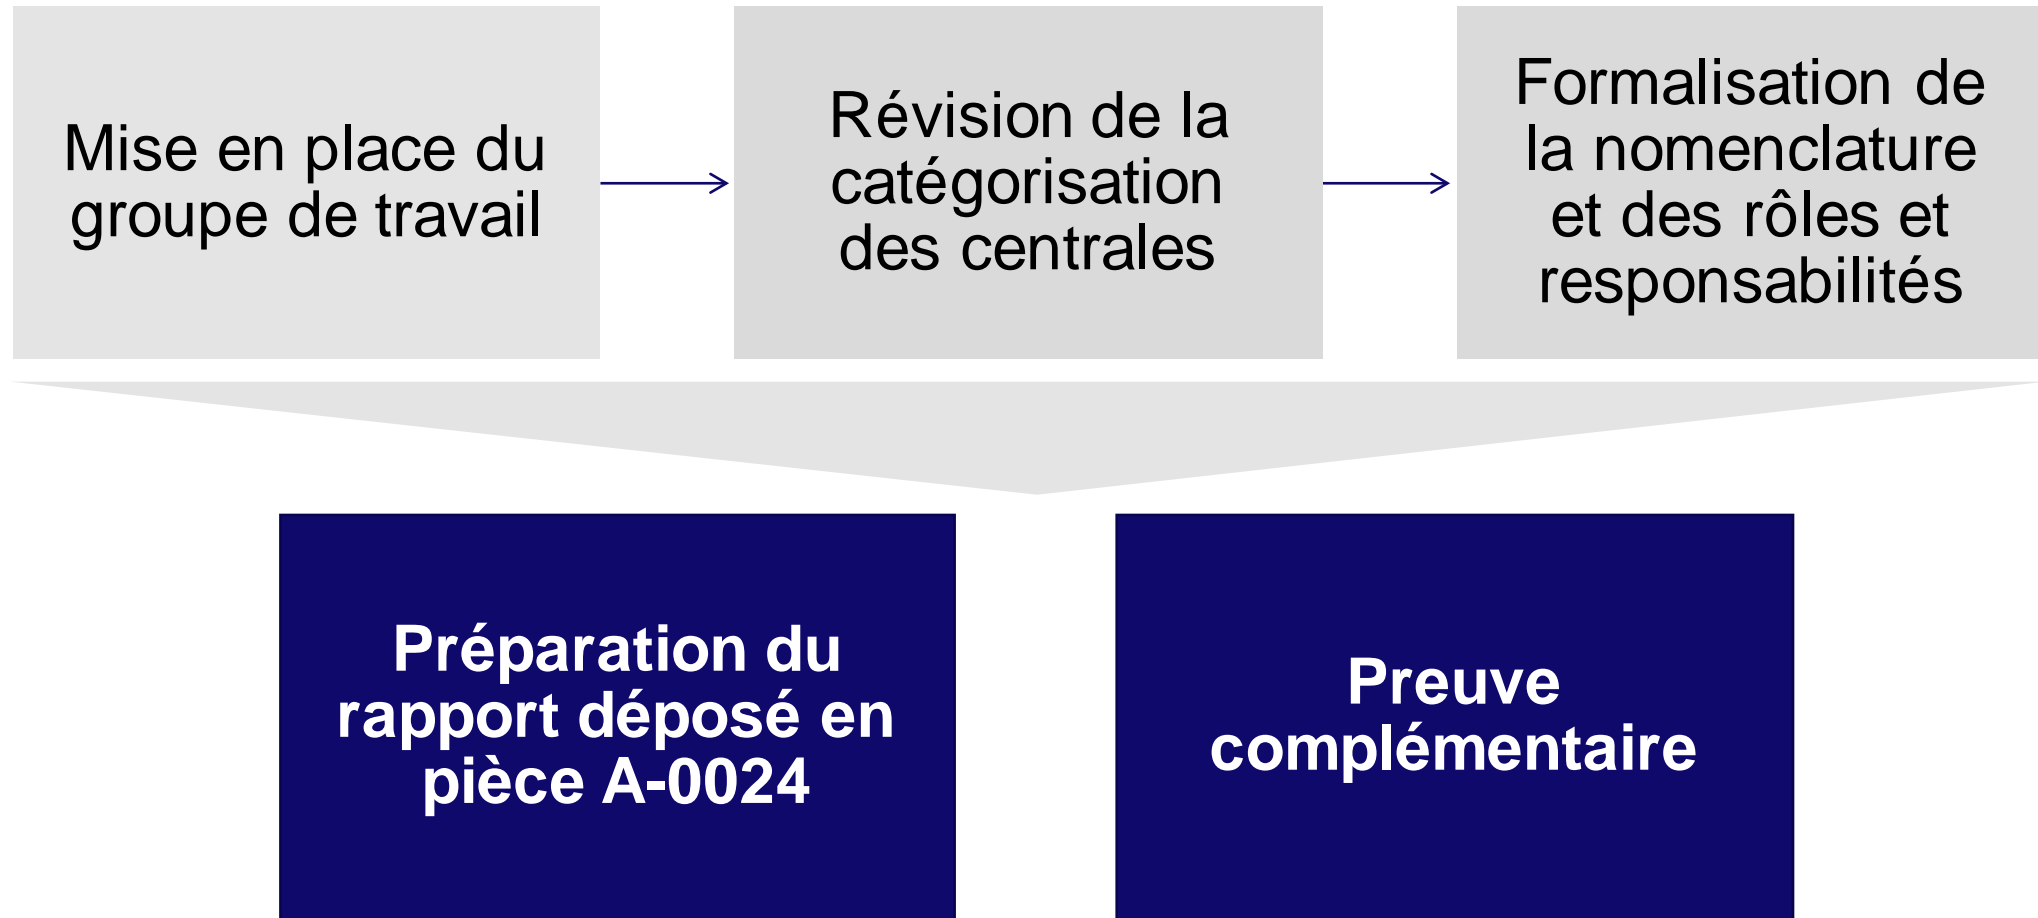 Mise en place du
groupe de travail
Révision de la
catégorisation
des centrales
Formalisation de
la nomenclature
et des rôles et
responsabilités
Préparation du
rapport déposé en
pièce A-0024
Preuve
complémentaire